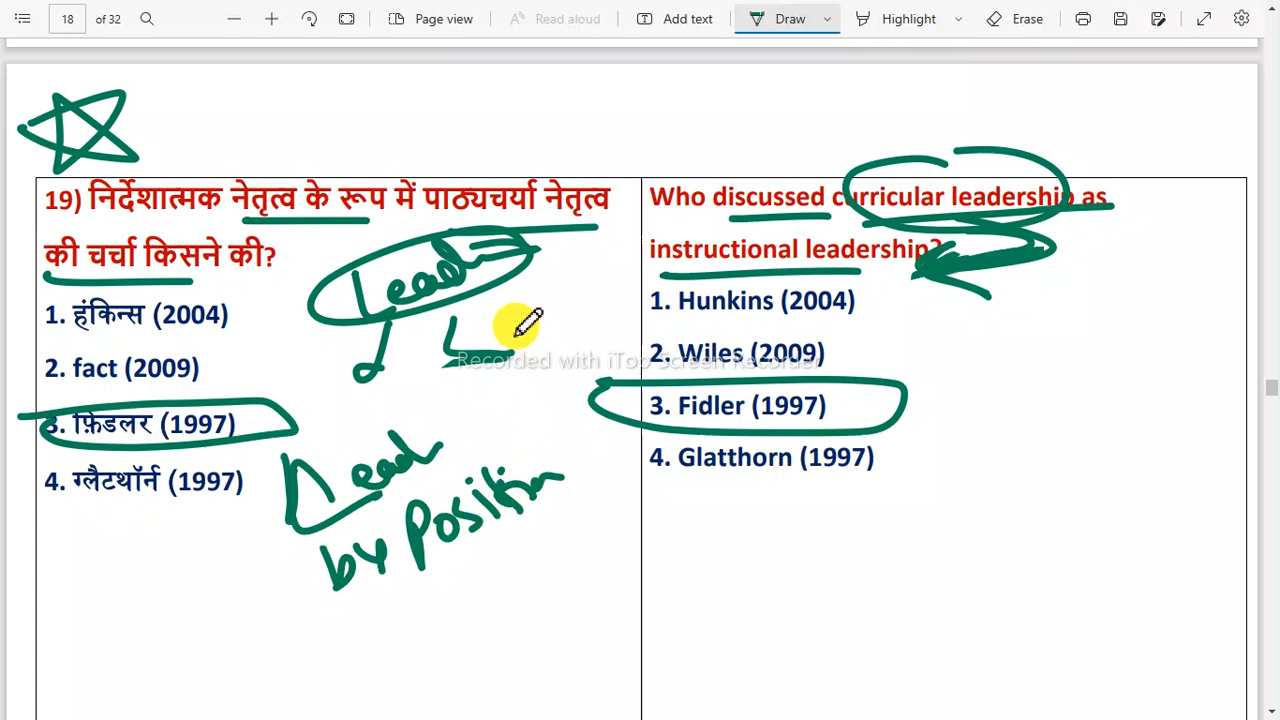 18 of 32 Page view Read aloud Add text Draw Highlight Erase
19) निर्देशात्मक नेतृत्व के रूप में पाठ्यचर्या नेतृत्व
की चर्चा किसने की?
1. हंकिन्स (2004)
2. fact (2009)
3. फ़िडलर (1997)
4. ग्लैटथॉर्न (1997)
Lead
Lead
by Position
Who discussed curricular leadership as
instructional leadership?
1. Hunkins (2004)
2. Wiles (2009)
3. Fidler (1997)
4. Glatthorn (1997)
Recorded with iTop Screen Recorder